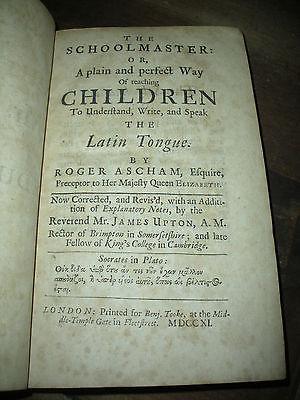 THE
SCHOOLMASTER:
OR,
A plain and perfect Way
Of teaching
CHILDREN
To Understand, Write, and Speak
THE
Latin Tongue.
BY
ROGER ASCHAM, Esquire,
Preceptor to Her Majesty Queen ELIZABETH.
Now Corrected, and Revis'd, with an Addi-
tion of Explanatory Notes, by the
Reverend Mr. JAMES UPTON, A.M.
Rector of Brimpton in Somersetshire; and late
Fellow of King's College in Cambridge.
Socrates in Plato:
LONDON: Printed for Benj. Tooke, at the Mid-
dle-Temple Gate in Fleetstreet. MDCCXI.